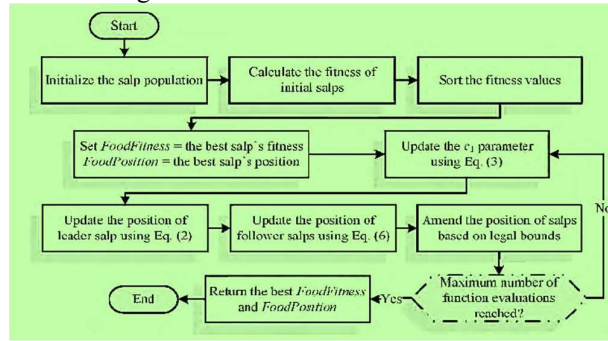 Start
Initialize the salp population
Calculate the fitness of
initial salps
Sort the fitness values
Set FoodFitness = the best salp's fitness
FoodPosition = the best salp's position
Update the c1 parameter
using Eq. (3)
Update the position of
leader salp using Eq. (2)
Update the position of
follower salps using Eq. (6)
Amend the position of salps
based on legal bounds
No
Maximum number of
function evaluations
reached?
Yes
Return the best FoodFitness
and FoodPosition
End